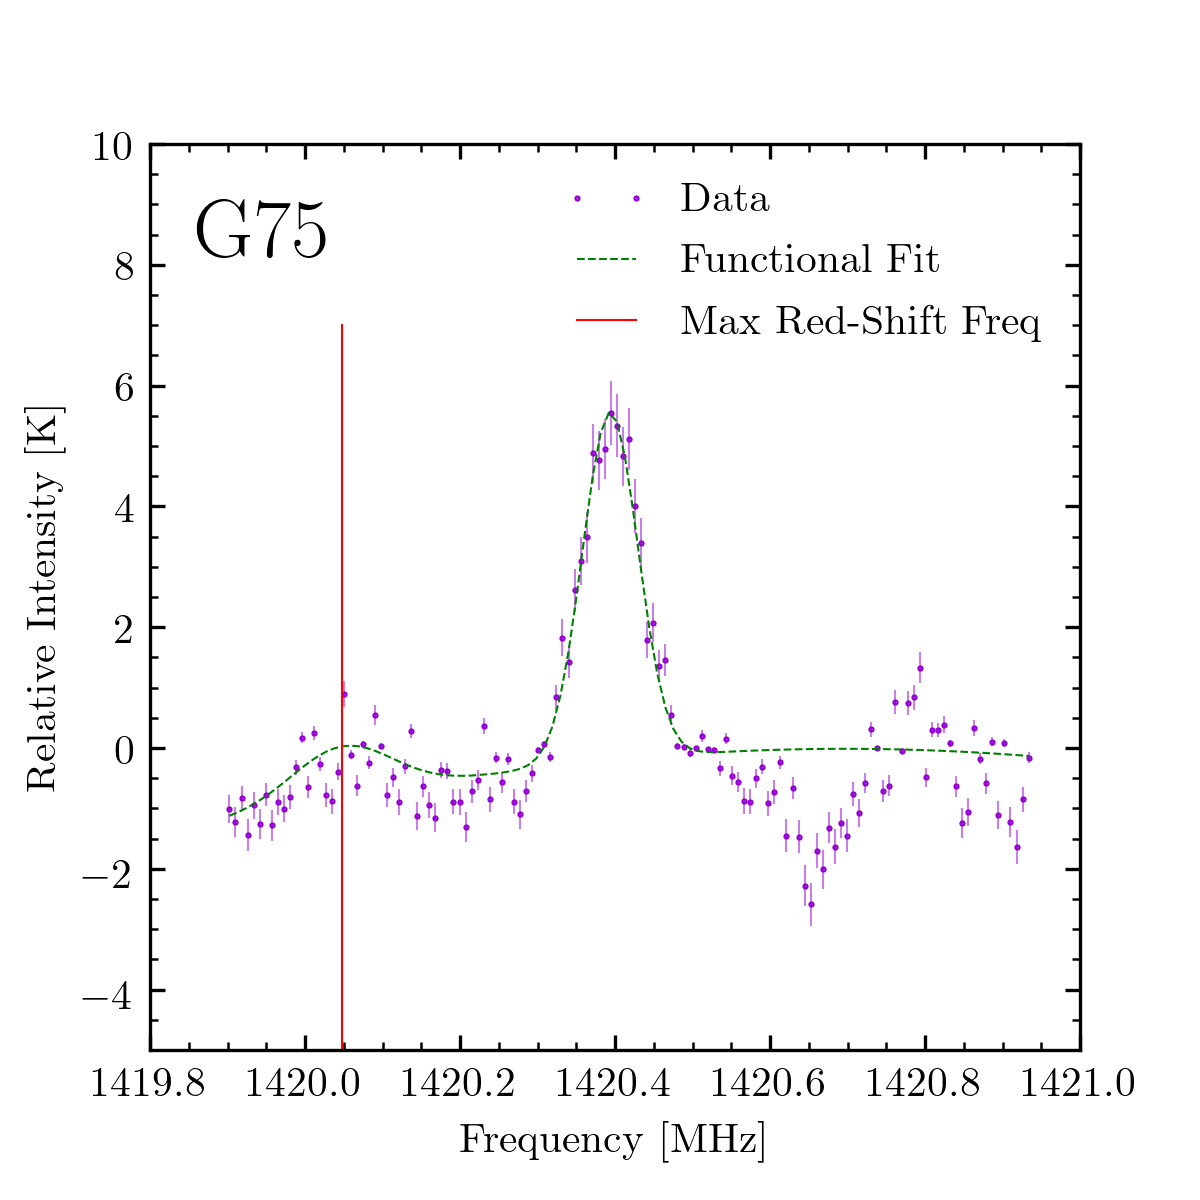 G75
Data
Functional Fit
Max Red-Shift Freq
Relative Intensity [K]
10
8
6
4
2
0
−2
−4
1419.8 1420.0 1420.2 1420.4 1420.6 1420.8 1421.0
Frequency [MHz]